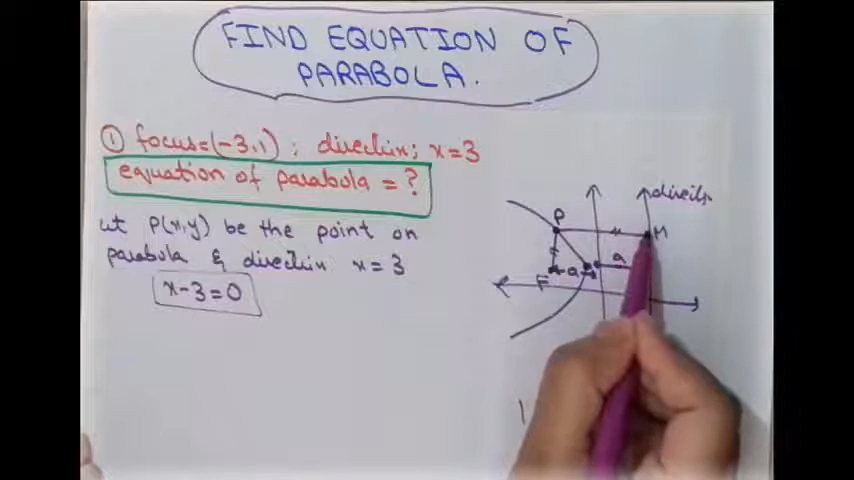 FIND EQUATION OF
PARABOLA.
① focus=(-3,1) ; directrix; x=3
equation of parabola = ?
let P(x,y) be the point on
parabola & directrix x=3
x-3=0
P
M
a
F
a